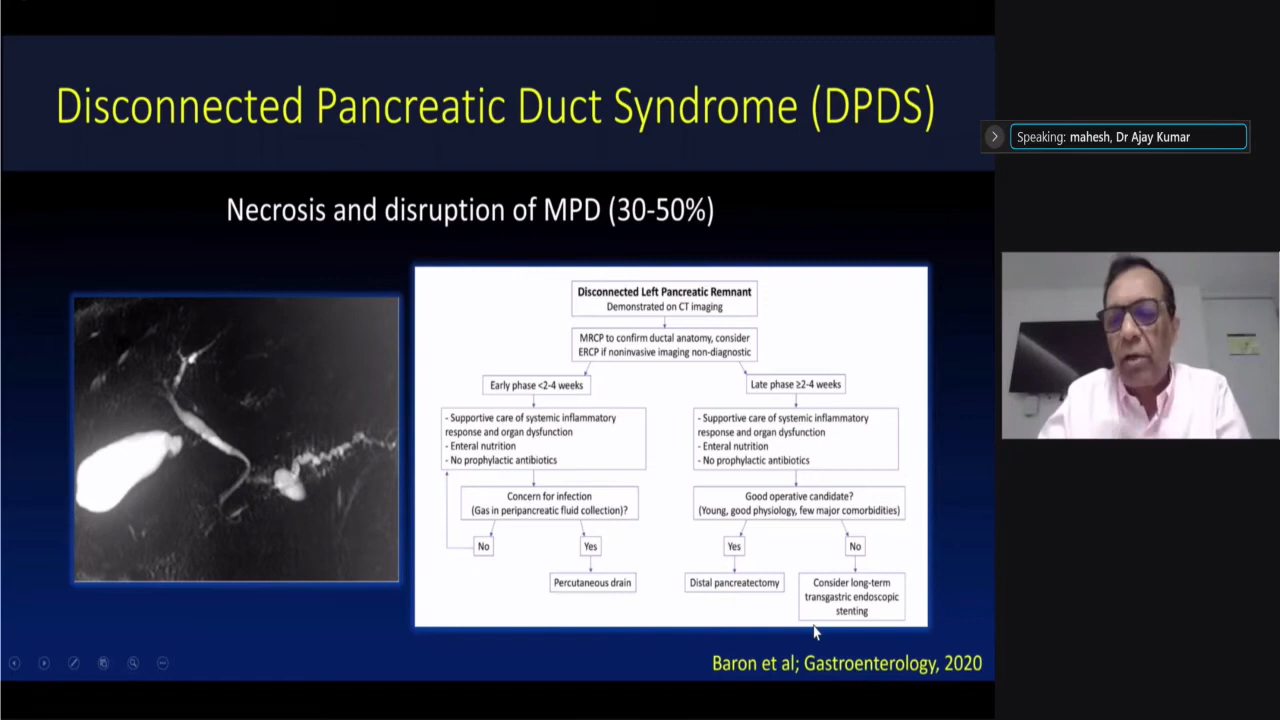 Disconnected Pancreatic Duct Syndrome (DPDS)
Speaking: mahesh, Dr Ajay Kumar
Necrosis and disruption of MPD (30-50%)
Disconnected Left Pancreatic Remnant
Demonstrated on CT imaging
MRCP to confirm ductal anatomy, consider
ERCP if noninvasive imaging non-diagnostic
Early phase <2-4 weeks
- Supportive care of systemic inflammatory
response and organ dysfunction
- Enteral nutrition
- No prophylactic antibiotics
Concern for infection
(Gas in peripancreatic fluid collection)?
No
Yes
Percutaneous drain
Late phase ≥2-4 weeks
- Supportive care of systemic inflammatory
response and organ dysfunction
- Enteral nutrition
- No prophylactic antibiotics
Good operative candidate?
(Young, good physiology, few major comorbidities)
Yes
No
Distal pancreatectomy
Consider long-term
transgastric endoscopic
stenting
Baron et al; Gastroenterology, 2020